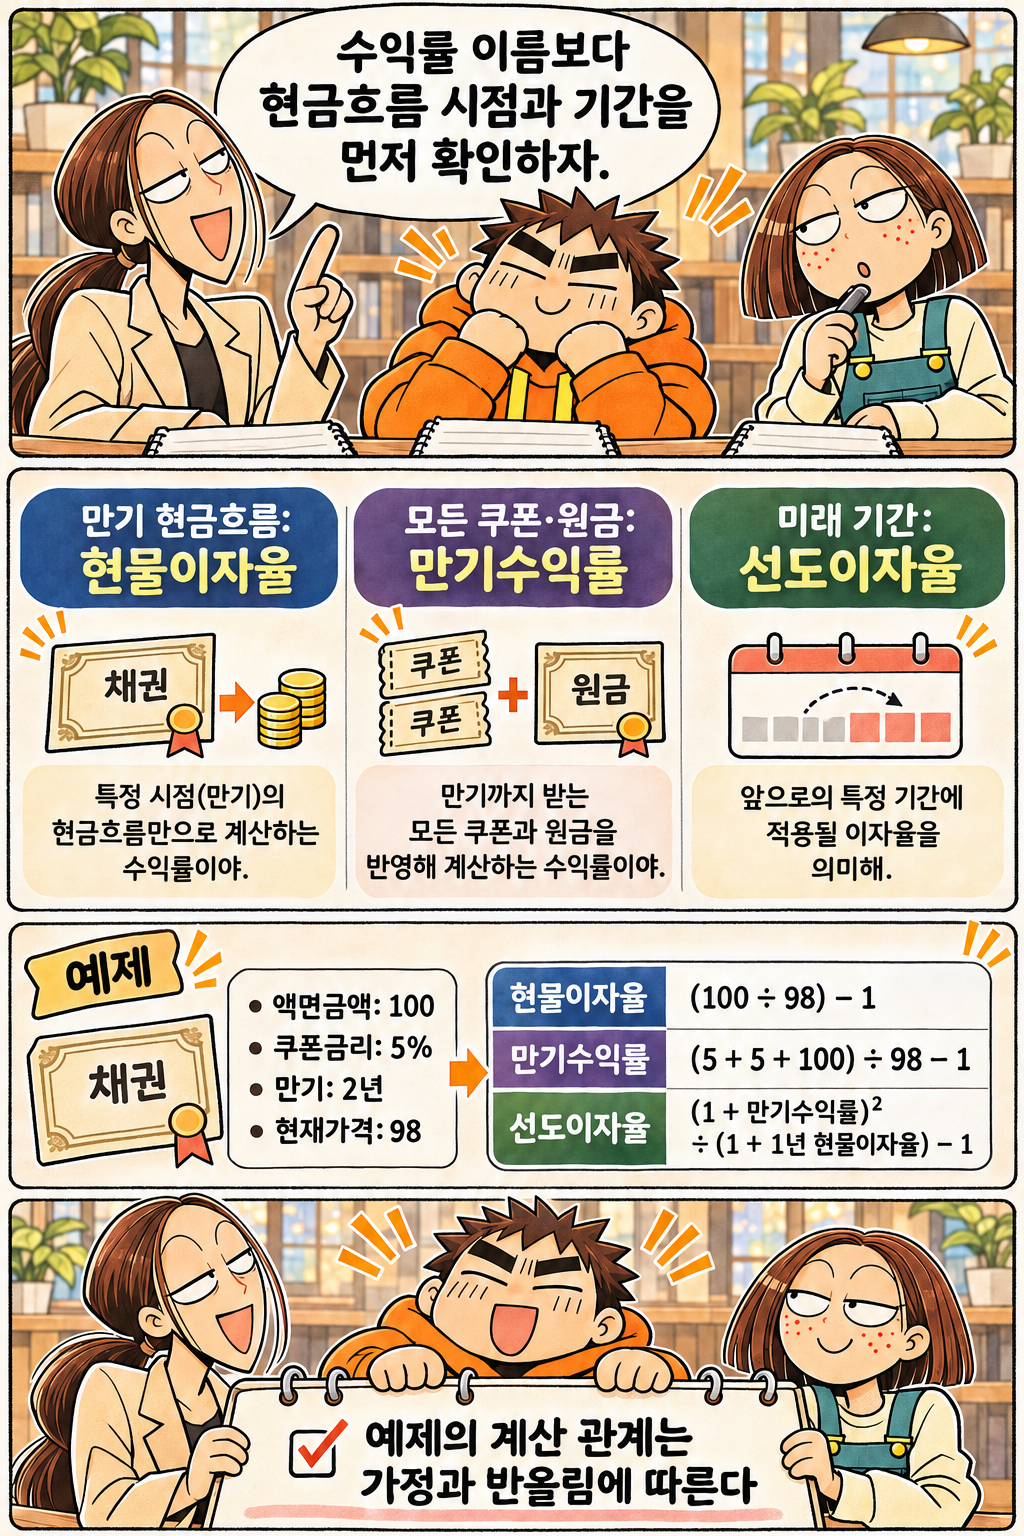 수익률 이름보다
현금흐름 시점과 기간을
먼저 확인하자.
만기 현금흐름:
현물이자율
모든 쿠폰·원금:
만기수익률
미래 기간:
선도이자율
채권
쿠폰
쿠폰
+
원금
특정 시점(만기)의
현금흐름만으로 계산하는
수익률이야.
만기까지 받는
모든 쿠폰과 원금을
반영해 계산하는 수익률이야.
앞으로의 특정 기간에
적용될 이자율을
의미해.
예제
채권
• 액면금액: 100
• 쿠폰금리: 5%
• 만기: 2년
• 현재가격: 98
현물이자율 (100 ÷ 98) – 1
만기수익률 (5 + 5 + 100) ÷ 98 – 1
선도이자율 (1 + 만기수익률)²
÷ (1 + 1년 현물이자율) – 1
예제의 계산 관계는
가정과 반올림에 따른다